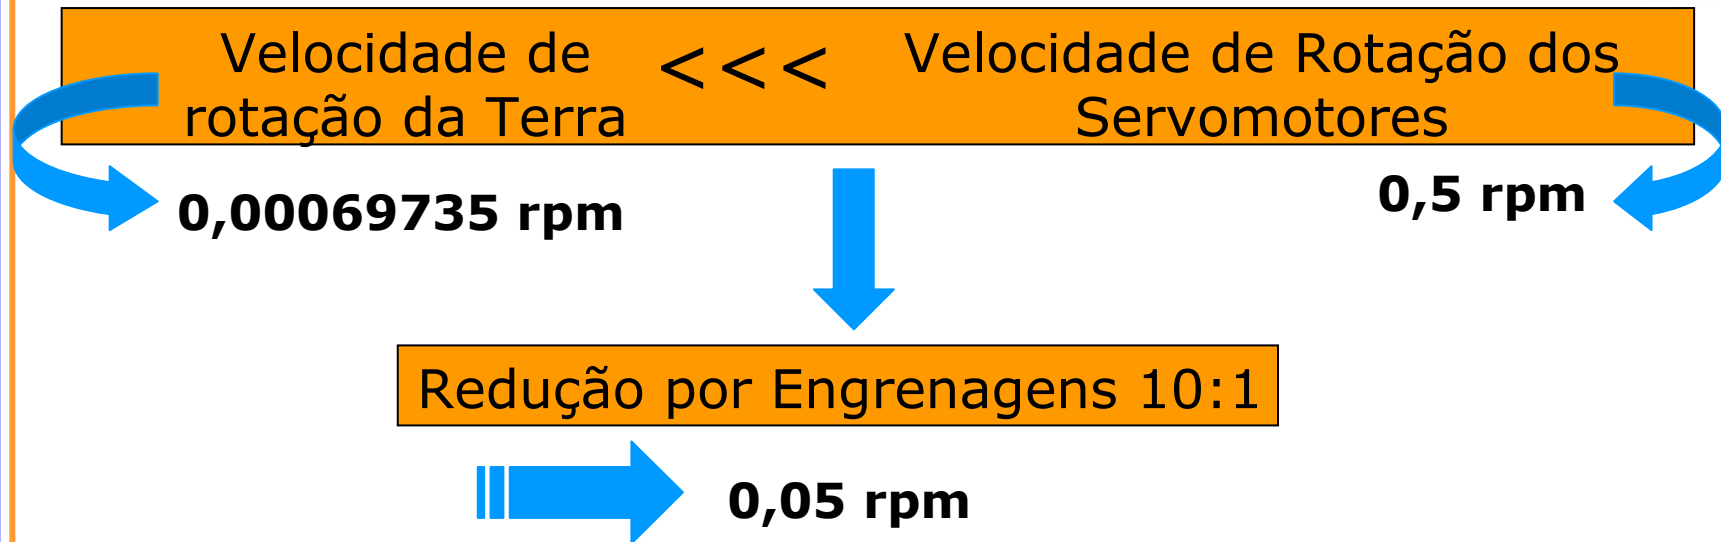 Velocidade de
rotação da Terra
<<<
Velocidade de Rotação dos
Servomotores
0,00069735 rpm
0,5 rpm
Redução por Engrenagens 10:1
0,05 rpm